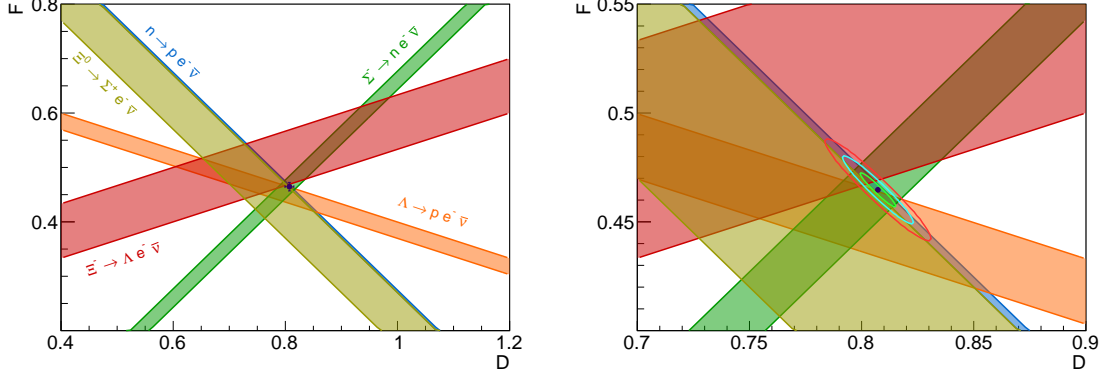 F
0.8
0.6
0.4
0.4
0.6
0.8
1
1.2
D
n → p e⁻ ν̄
Ξ⁰ → Σ⁺ e⁻ ν̄
Σ⁻ → n e⁻ ν̄
Λ → p e⁻ ν̄
Ξ⁻ → Λ e⁻ ν̄
F
0.55
0.5
0.45
0.7
0.75
0.8
0.85
0.9
D